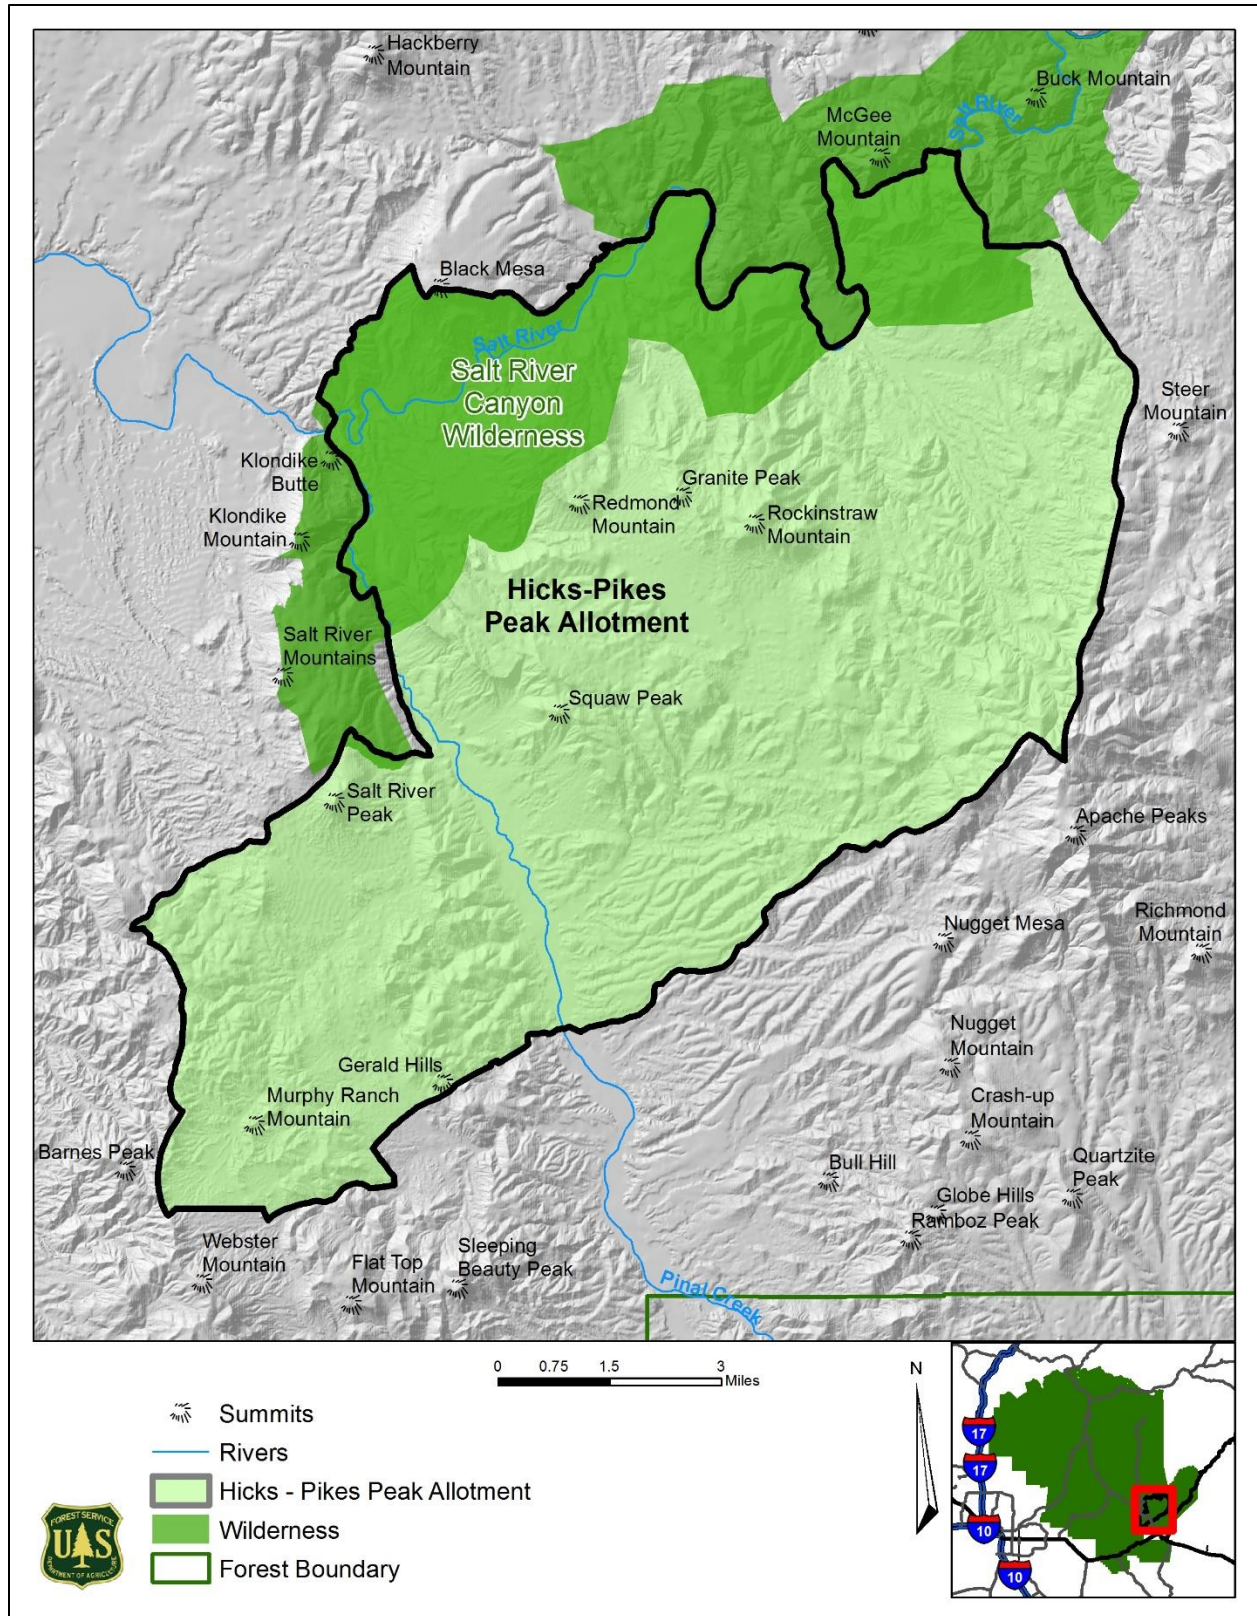 Hackberry
Mountain
Buck Mountain
Salt River
McGee
Mountain
Black Mesa
Salt River
Salt River
Canyon
Wilderness
Steer
Mountain
Klondike
Butte
Granite Peak
Redmond
Mountain
Rockinstraw
Mountain
Klondike
Mountain
Hicks-Pikes
Peak Allotment
Salt River
Mountains
Squaw Peak
Salt River
Peak
Apache Peaks
Nugget Mesa
Richmond
Mountain
Nugget
Mountain
Gerald Hills
Murphy Ranch
Mountain
Crash-up
Mountain
Barnes Peak
Bull Hill
Quartzite
Peak
Globe Hills
Ramboz Peak
Webster
Mountain
Flat Top
Mountain
Sleeping
Beauty Peak
Pinal Creek
0 0.75 1.5 3
Miles
N
Summits
Rivers
Hicks - Pikes Peak Allotment
Wilderness
Forest Boundary
FOREST SERVICE
U S
DEPARTMENT OF AGRICULTURE
17
17
10
10